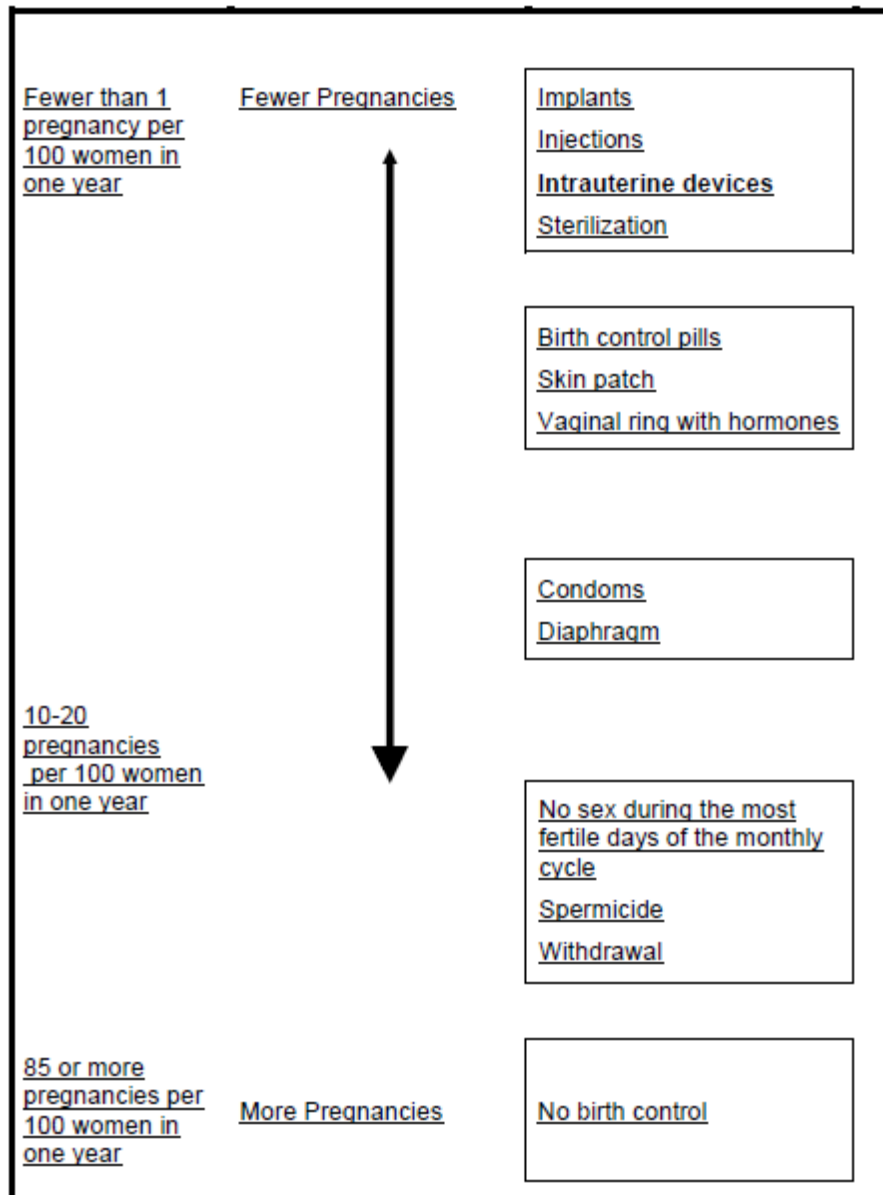 Fewer than 1
pregnancy per
100 women in
one year
Fewer Pregnancies
Implants
Injections
Intrauterine devices
Sterilization
Birth control pills
Skin patch
Vaginal ring with hormones
Condoms
Diaphragm
10-20
pregnancies
per 100 women
in one year
No sex during the most
fertile days of the monthly
cycle
Spermicide
Withdrawal
85 or more
pregnancies per
100 women in
one year
More Pregnancies
No birth control